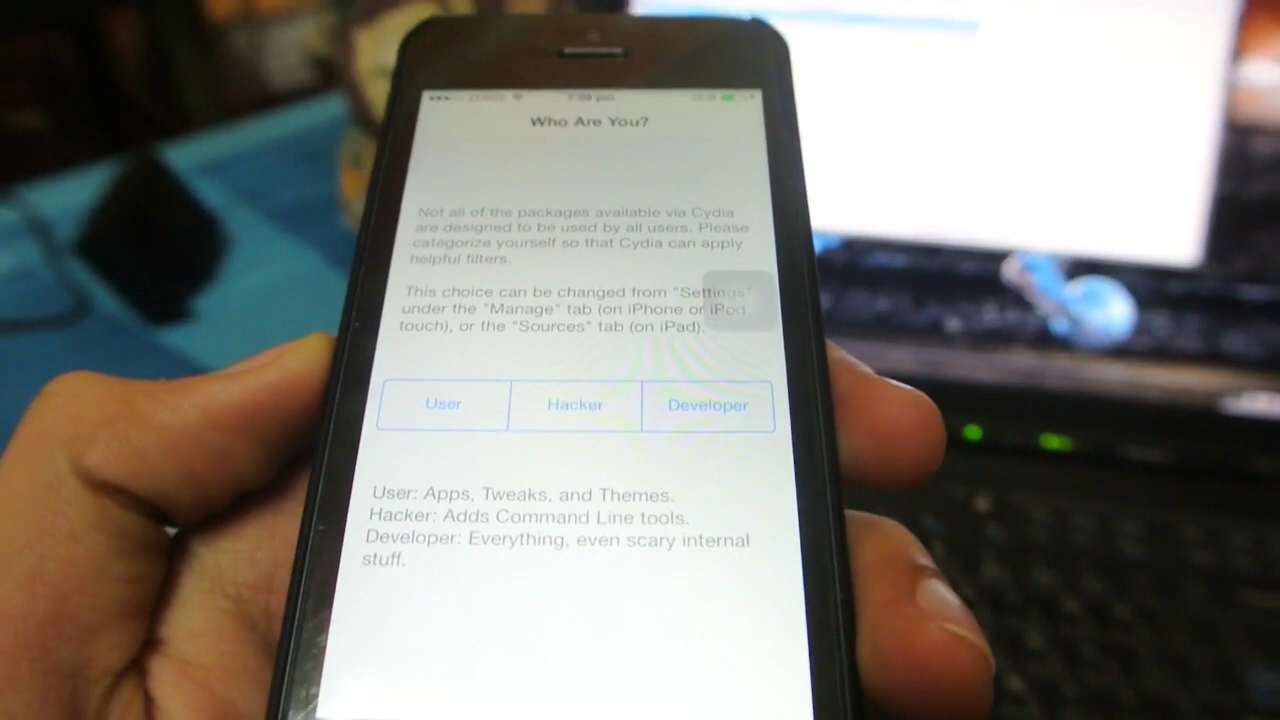 Who Are You?
Not all of the packages available via Cydia
are designed to be used by all users. Please
categorize yourself so that Cydia can apply
helpful filters.
This choice can be changed from "Settings"
under the "Manage" tab (on iPhone or iPod
touch), or the "Sources" tab (on iPad).
User Hacker Developer
User: Apps, Tweaks, and Themes.
Hacker: Adds Command Line tools.
Developer: Everything, even scary internal
stuff.